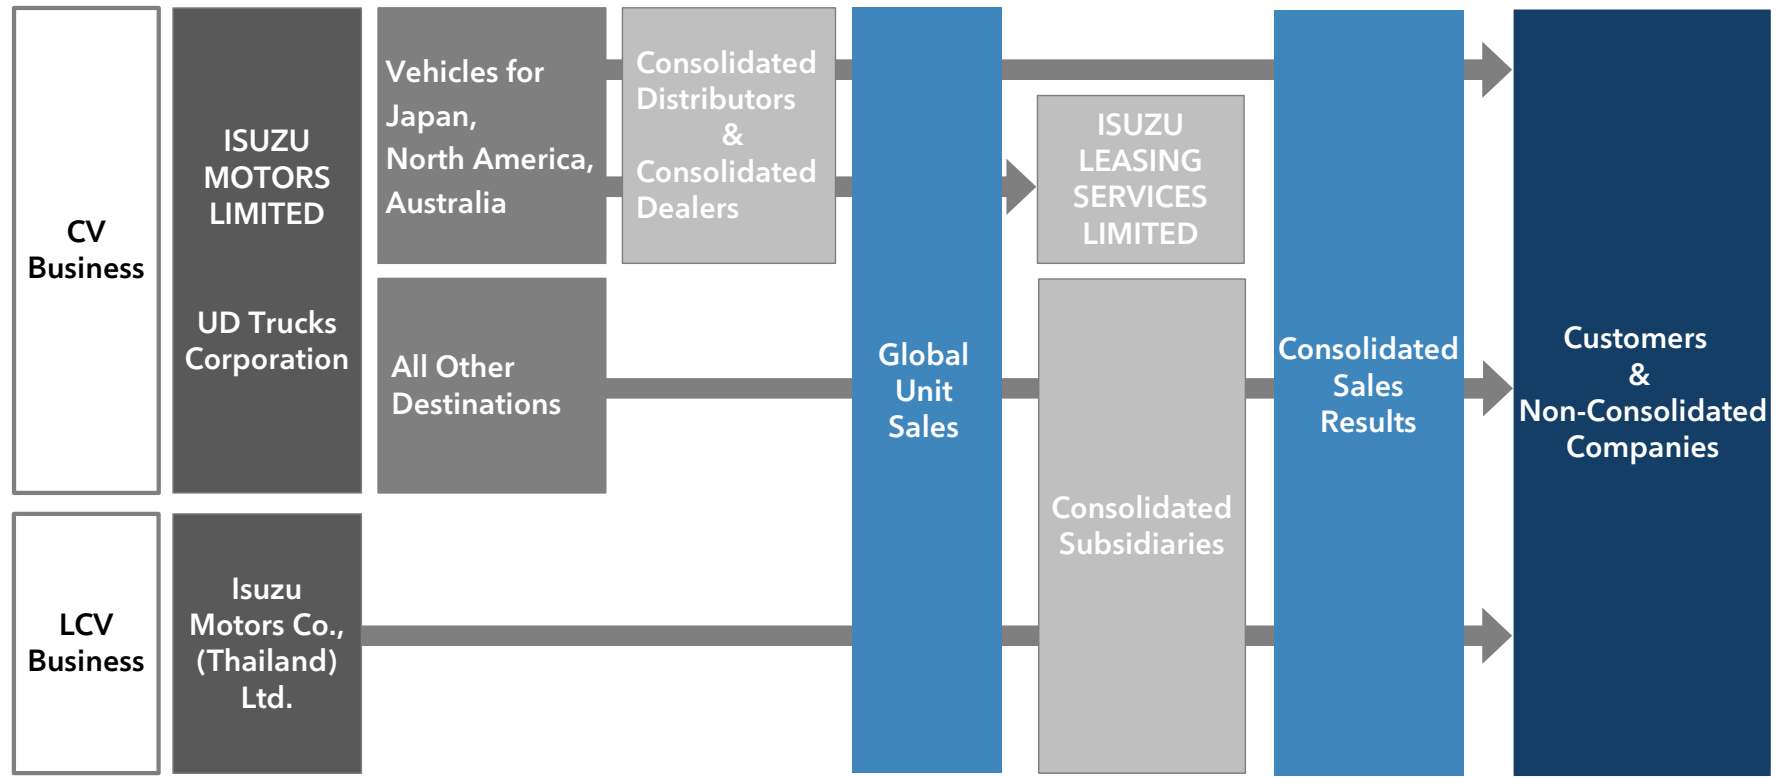 CV
Business
ISUZU
MOTORS
LIMITED
UD Trucks
Corporation
Vehicles for
Japan,
North America,
Australia
All Other
Destinations
Consolidated
Distributors
&
Consolidated
Dealers
Global
Unit
Sales
ISUZU
LEASING
SERVICES
LIMITED
Consolidated
Subsidiaries
Consolidated
Sales
Results
Customers
&
Non-Consolidated
Companies
LCV
Business
Isuzu
Motors Co.,
(Thailand)
Ltd.